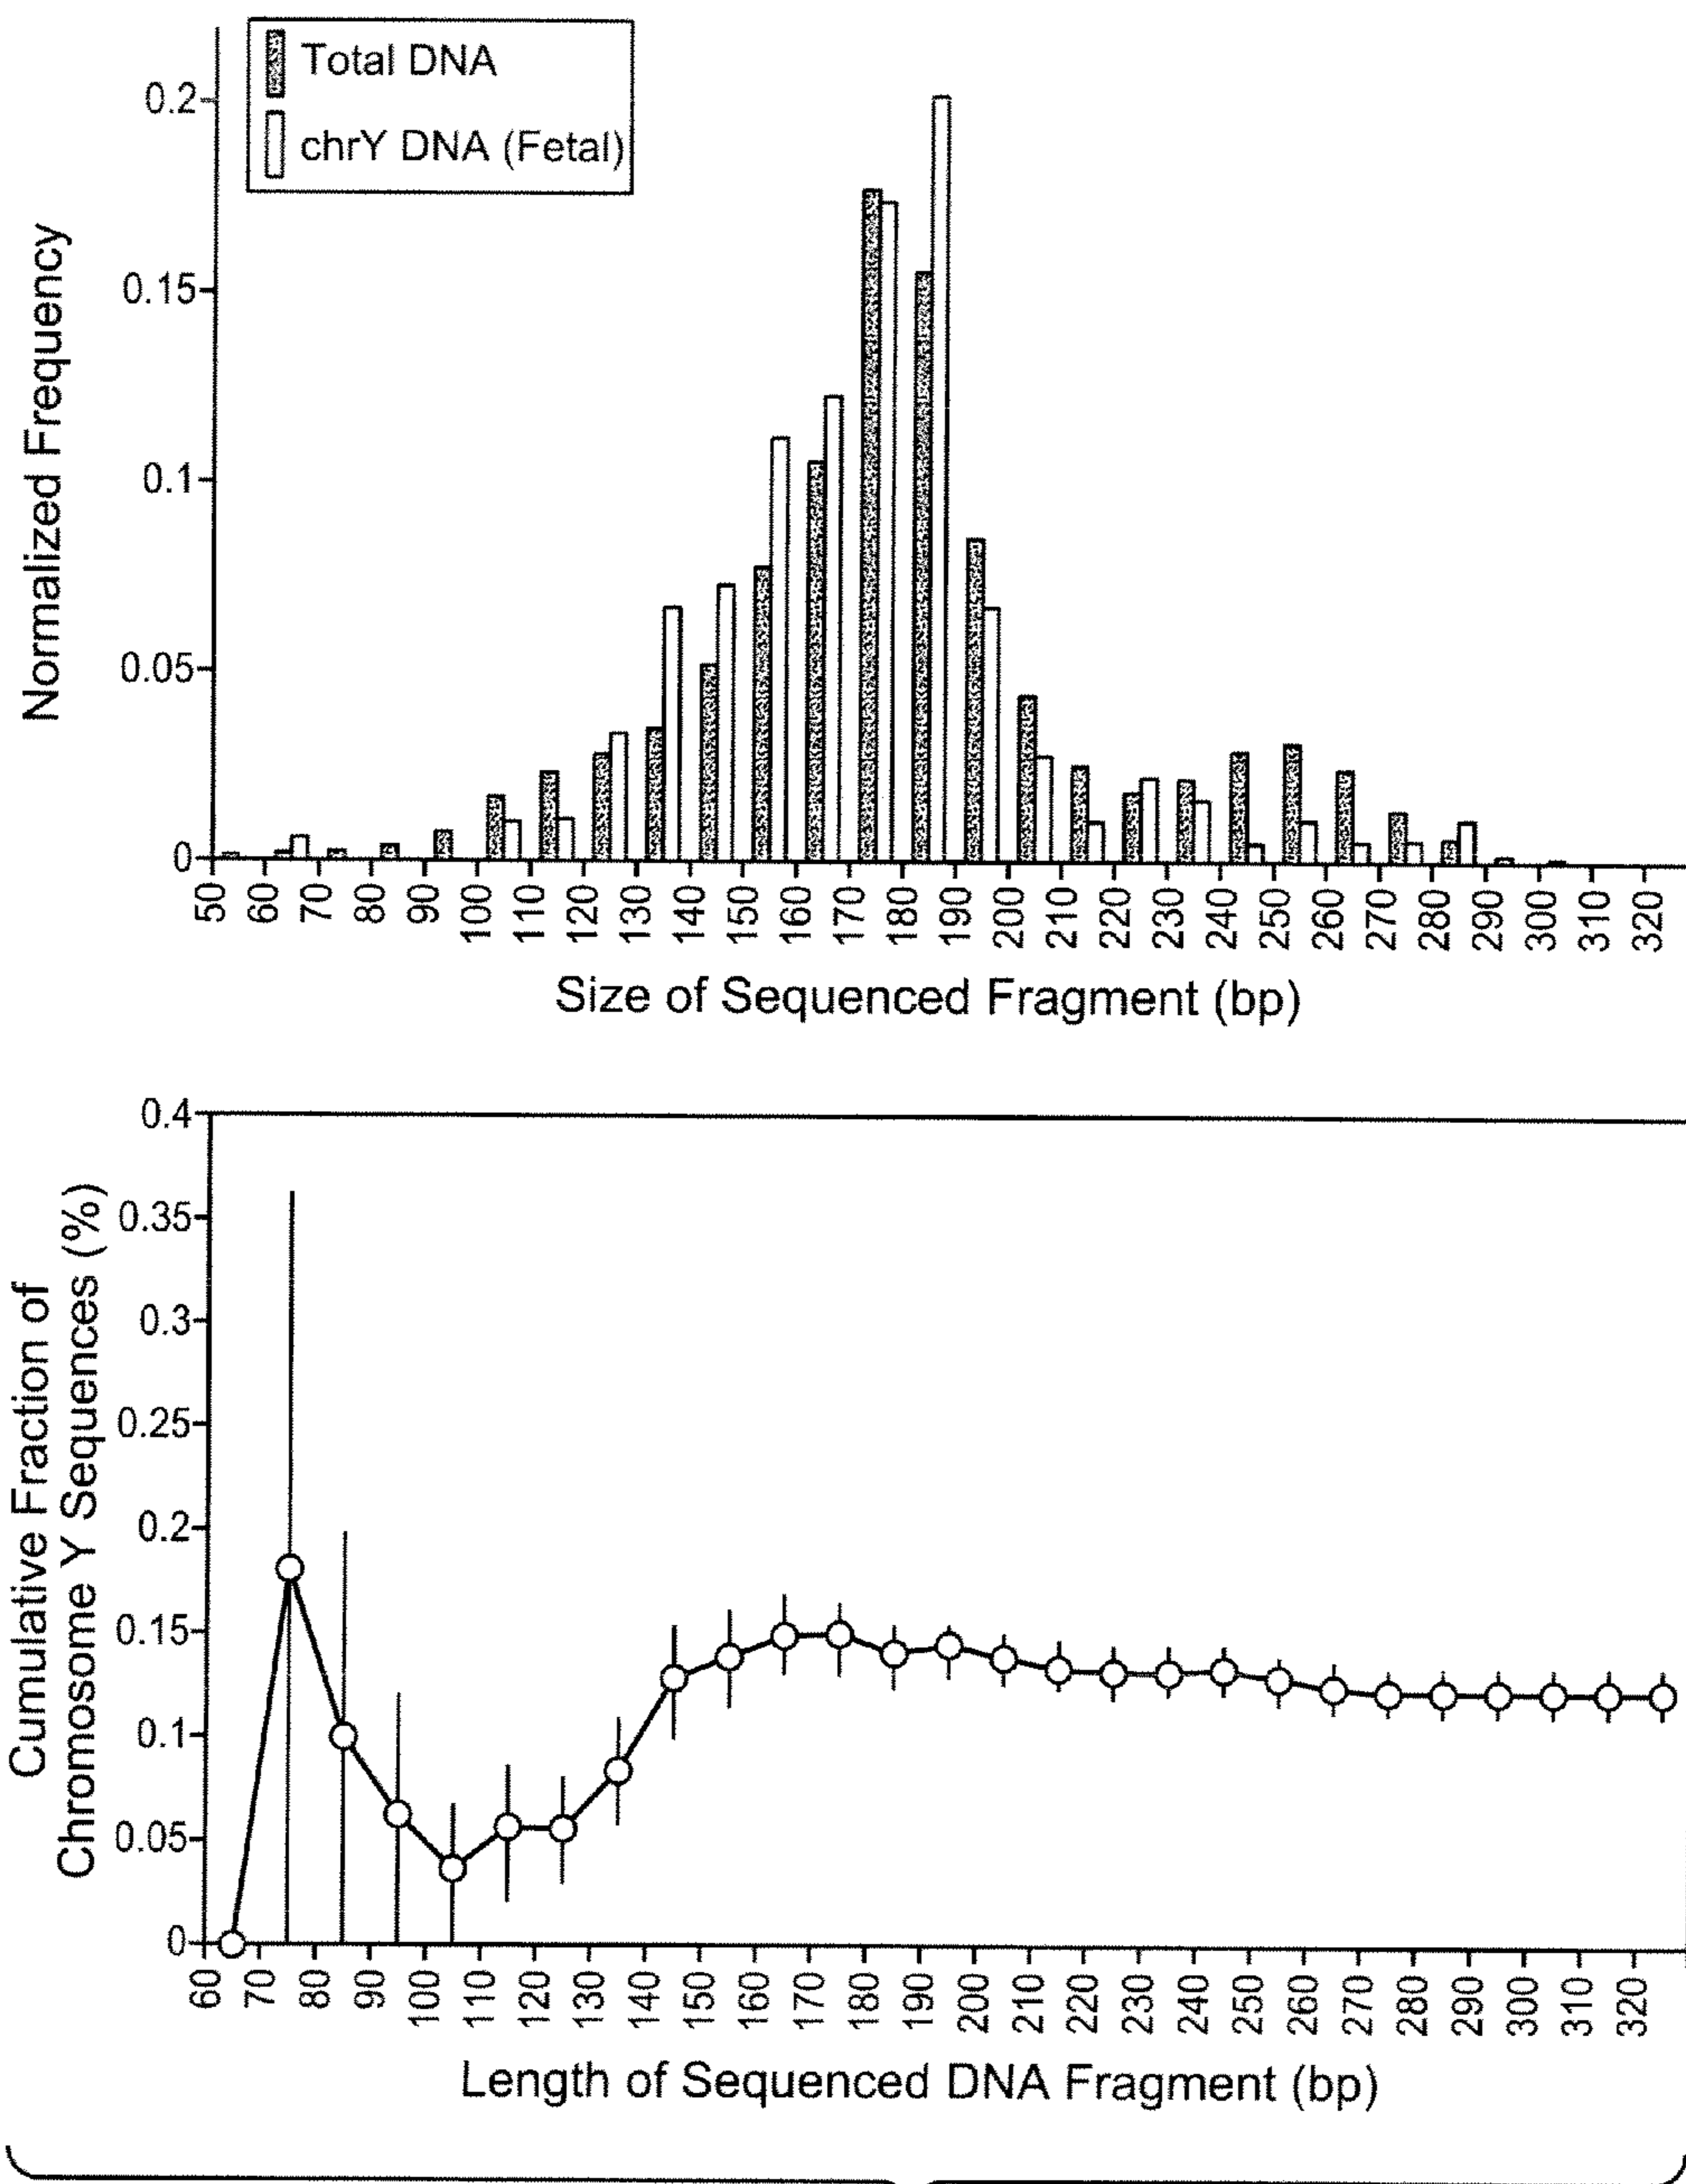 Total DNA
chrY DNA (Fetal)
Normalized Frequency
0.2
0.15
0.1
0.05
0
50 60 70 80 90 100 110 120 130 140 150 160 170 180 190 200 210 220 230 240 250 260 270 280 290 300 310 320
Size of Sequenced Fragment (bp)
Cumulative Fraction of
Chromosome Y Sequences (%)
0.4
0.35
0.3
0.25
0.2
0.15
0.1
0.05
0
60 70 80 90 100 110 120 130 140 150 160 170 180 190 200 210 220 230 240 250 260 270 280 290 300 310 320
Length of Sequenced DNA Fragment (bp)